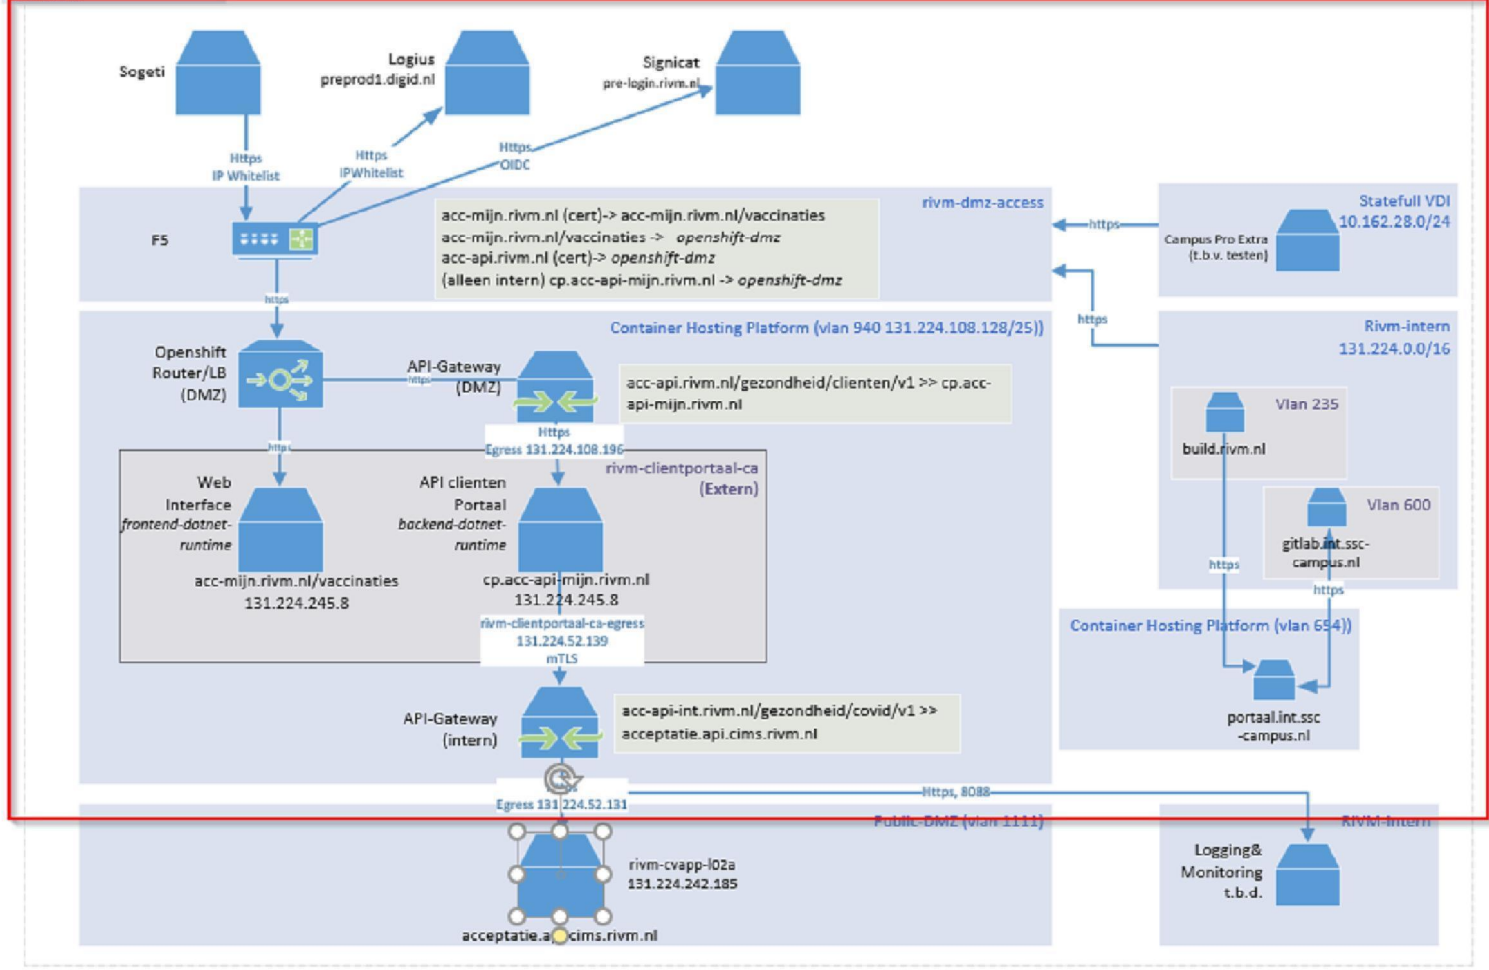 Sogeti
Logius
preprod1.digid.nl
Signicat
pre-login.rivm.nl
Https
IP Whitelist
Https
IPWhitelist
Https
OIDC
F5
acc-mijn.rivm.nl (cert)-> acc-mijn.rivm.nl/vaccinaties
acc-mijn.rivm.nl/vaccinaties -> openshift-dmz
acc-api.rivm.nl (cert)-> openshift-dmz
(alleen intern) cp.acc-api-mijn.rivm.nl -> openshift-dmz
rivm-dmz-access
https
Statefull VDI
10.162.28.0/24
Campus Pro Extra
(t.b.v. testen)
https
https
Container Hosting Platform (vlan 940 131.224.108.128/25))
Rivm-intern
131.224.0.0/16
Openshift
Router/LB
(DMZ)
https
API-Gateway
(DMZ)
acc-api.rivm.nl/gezondheid/clienten/v1 >> cp.acc-
api-mijn.rivm.nl
Vlan 235
build.rivm.nl
https
Https
Egress 131.224.108.196
rivm-clientportaal-ca
(Extern)
Web
Interface
frontend-dotnet-
runtime
acc-mijn.rivm.nl/vaccinaties
131.224.245.8
API clienten
Portaal
backend-dotnet-
runtime
cp.acc-api-mijn.rivm.nl
131.224.245.8
Vlan 600
gitlab.int.ssc-
campus.nl
https
https
rivm-clientportaal-ca-egress
131.224.52.139
mTLS
Container Hosting Platform (vlan 654))
portaal.int.ssc
-campus.nl
API-Gateway
(intern)
acc-api-int.rivm.nl/gezondheid/covid/v1 >>
acceptatie.api.cims.rivm.nl
Egress 131.224.52.131
Https, 8088
Public-DMZ (vlan 1111)
RIVM-intern
rivm-cvapp-l02a
131.224.242.185
Logging&
Monitoring
t.b.d.
acceptatie.a cims.rivm.nl